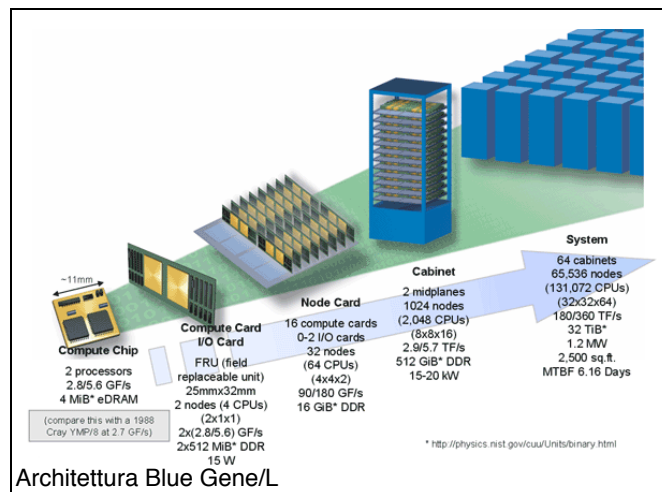 ~11mm
Compute Chip
2 processors
2.8/5.6 GF/s
4 MiB* eDRAM
(compare this with a 1988
Cray YMP/8 at 2.7 GF/s)
Compute Card
I/O Card
FRU (field
replaceable unit)
25mmx32mm
2 nodes (4 CPUs)
(2x1x1)
2x(2.8/5.6) GF/s
2x512 MiB* DDR
15 W
Node Card
16 compute cards
0-2 I/O cards
32 nodes
(64 CPUs)
(4x4x2)
90/180 GF/s
16 GiB* DDR
Cabinet
2 midplanes
1024 nodes
(2,048 CPUs)
(8x8x16)
2.9/5.7 TF/s
512 GiB* DDR
15-20 kW
System
64 cabinets
65,536 nodes
(131,072 CPUs)
(32x32x64)
180/360 TF/s
32 TiB*
1.2 MW
2,500 sq.ft.
MTBF 6.16 Days
* http://physics.nist.gov/cuu/Units/binary.html
Architettura Blue Gene/L